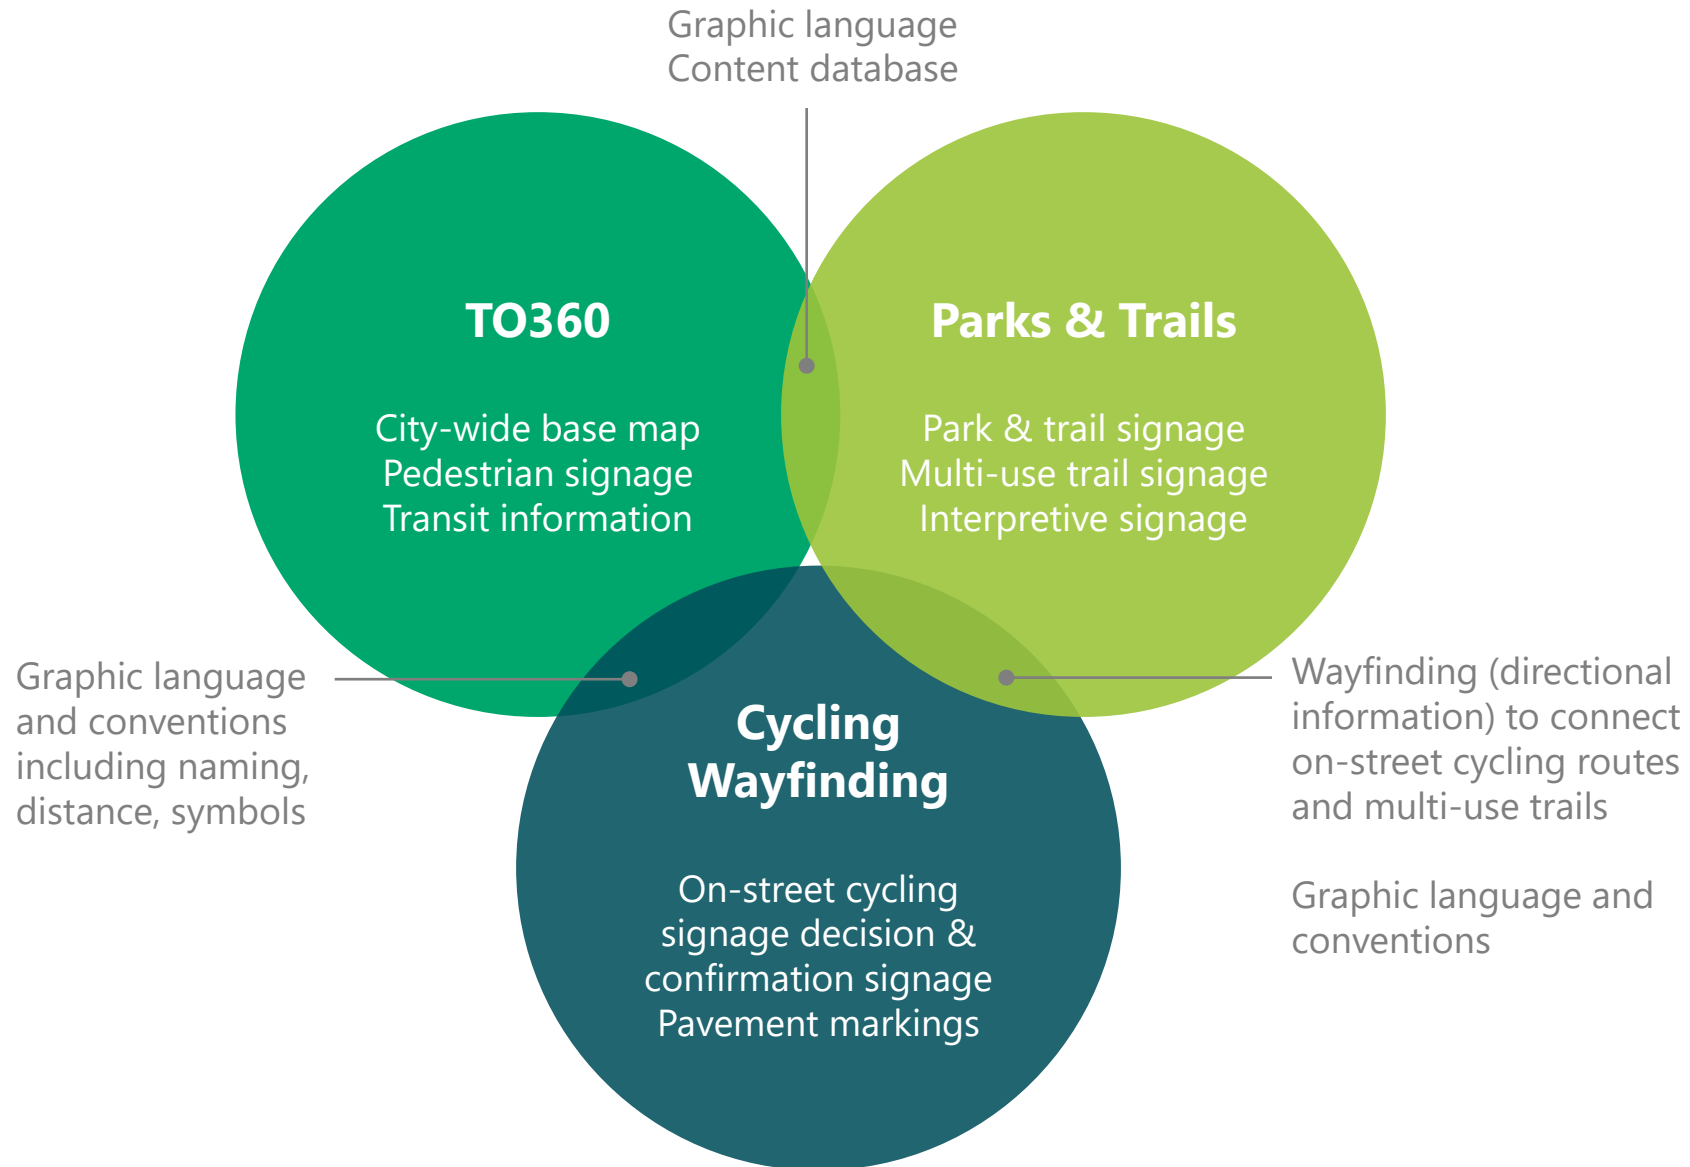 Graphic language
Content database
TO360
City-wide base map
Pedestrian signage
Transit information
Parks & Trails
Park & trail signage
Multi-use trail signage
Interpretive signage
Graphic language
and conventions
including naming,
distance, symbols
Cycling
Wayfinding
On-street cycling
signage decision &
confirmation signage
Pavement markings
Wayfinding (directional
information) to connect
on-street cycling routes
and multi-use trails
Graphic language and
conventions